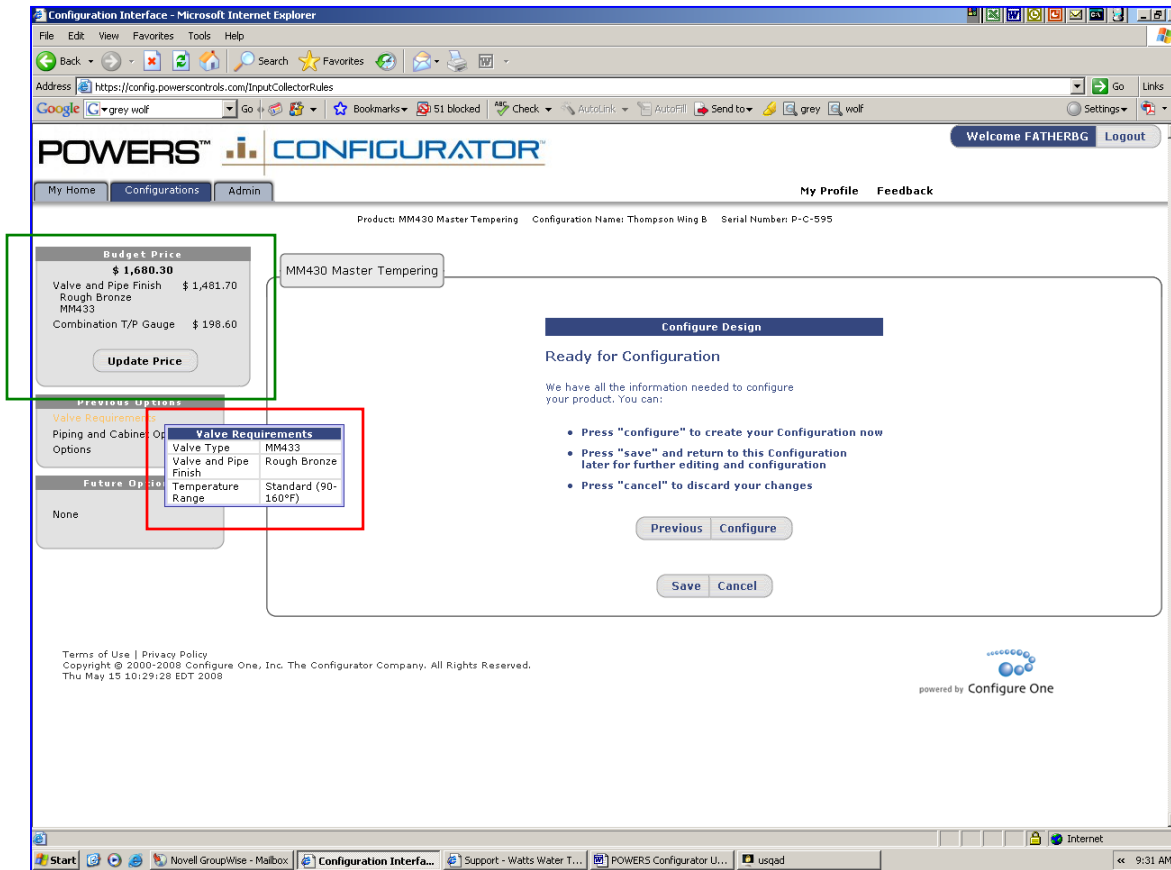 Configuration Interface - Microsoft Internet Explorer
File Edit View Favorites Tools Help
Back Search Favorites
Address https://config.powerscontrols.com/InputCollectorRules Go Links
Google grey wolf Go Bookmarks 51 blocked Check AutoLink AutoFill Send to grey wolf Settings
POWERS™ CONFIGURATOR™
Welcome FATHERBG Logout
My Home Configurations Admin
My Profile Feedback
Product: MM430 Master Tempering Configuration Name: Thompson Wing B Serial Number: P-C-595
Budget Price
$ 1,680.30
Valve and Pipe Finish $ 1,481.70
Rough Bronze
MM433
Combination T/P Gauge $ 198.60
Update Price
Previous Options
Valve Requirements
Piping and Cabinet Op
Options
Valve Requirements
Valve Type MM433
Valve and Pipe Finish Rough Bronze
Temperature Range Standard (90-160°F)
Future Optio
None
MM430 Master Tempering
Configure Design
Ready for Configuration
We have all the information needed to configure
your product. You can:
• Press "configure" to create your Configuration now
• Press "save" and return to this Configuration
later for further editing and configuration
• Press "cancel" to discard your changes
Previous Configure
Save Cancel
Terms of Use | Privacy Policy
Copyright © 2000-2008 Configure One, Inc. The Configurator Company. All Rights Reserved.
Thu May 15 10:29:28 EDT 2008
powered by Configure One
Internet
Start Novell GroupWise - Mailbox Configuration Interfa... Support - Watts Water T... POWERS Configurator U... usqad 9:31 AM